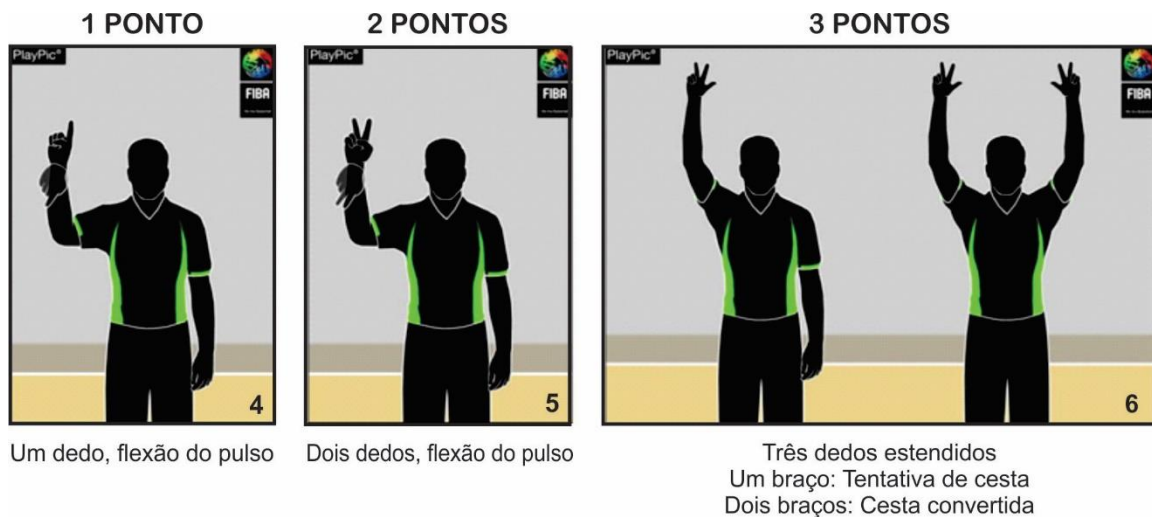 1 PONTO
2 PONTOS
3 PONTOS
PlayPic®
FIBA
4
PlayPic®
FIBA
5
PlayPic®
FIBA
6
Um dedo, flexão do pulso
Dois dedos, flexão do pulso
Três dedos estendidos
Um braço: Tentativa de cesta
Dois braços: Cesta convertida